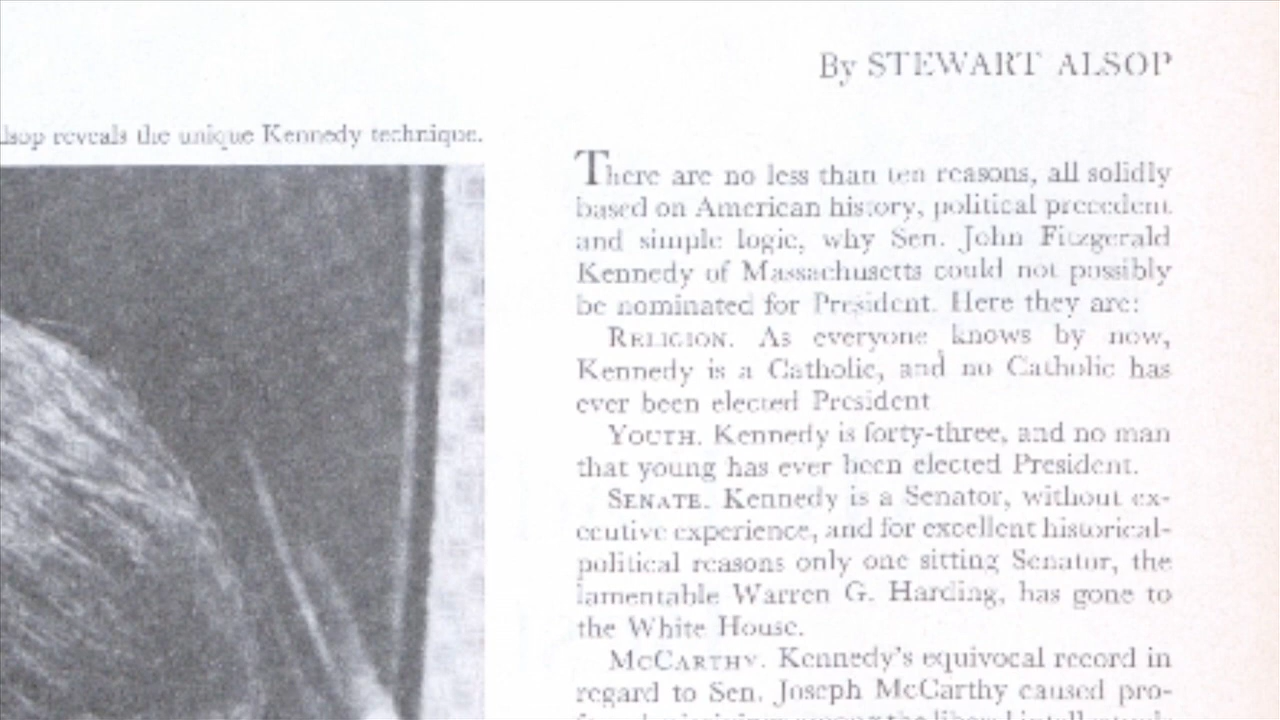 By STEWART ALSOP
lsop reveals the unique Kennedy technique.
There are no less than ten reasons, all solidly
based on American history, political precedent
and simple logic, why Sen. John Fitzgerald
Kennedy of Massachusetts could not possibly
be nominated for President. Here they are:
RELIGION. As everyone knows by now,
Kennedy is a Catholic, and no Catholic has
ever been elected President
YOUTH. Kennedy is forty-three, and no man
that young has ever been elected President.
SENATE. Kennedy is a Senator, without ex-
ecutive experience, and for excellent historical-
political reasons only one sitting Senator, the
lamentable Warren G. Harding, has gone to
the White House.
MCCARTHY. Kennedy's equivocal record in
regard to Sen. Joseph McCarthy caused pro-